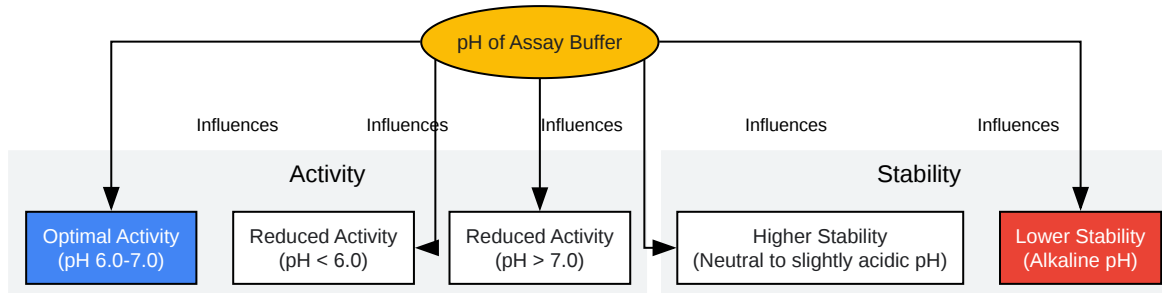 pH of Assay Buffer
Influences
Influences
Influences
Influences
Influences
Activity
Stability
Optimal Activity
(pH 6.0-7.0)
Reduced Activity
(pH < 6.0)
Reduced Activity
(pH > 7.0)
Higher Stability
(Neutral to slightly acidic pH)
Lower Stability
(Alkaline pH)